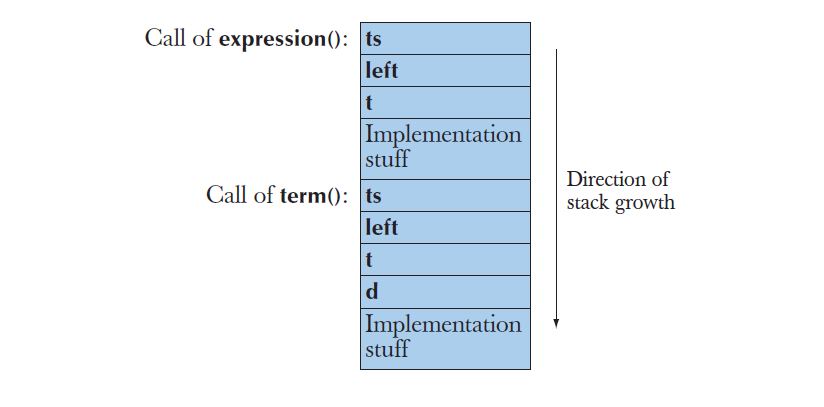 Call of expression(): ts
left
t
Implementation
stuff
Call of term(): ts
left
t
d
Implementation
stuff
Direction of
stack growth